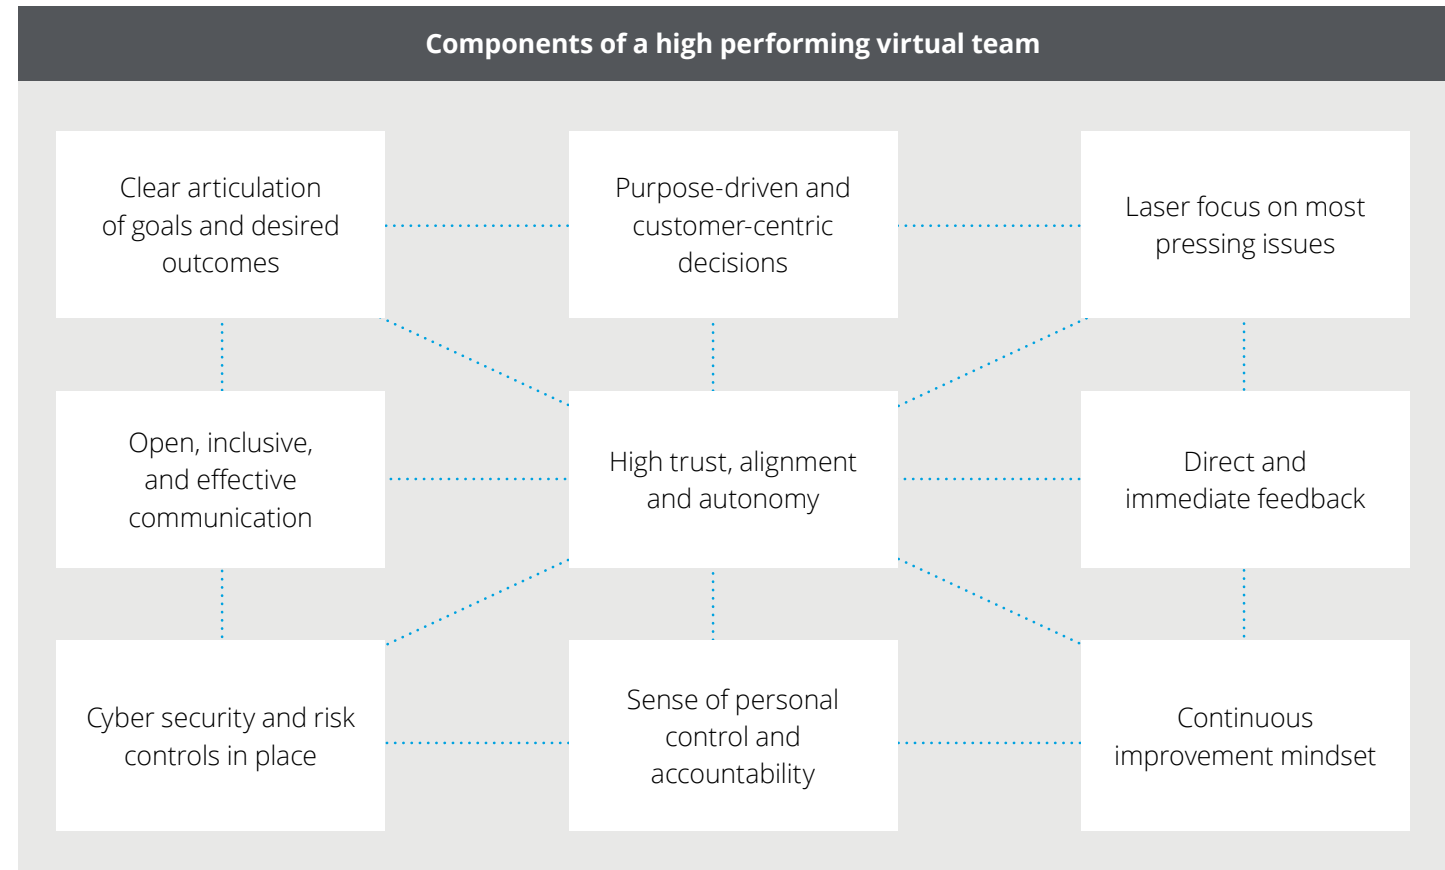 Components of a high performing virtual team
Clear articulation
of goals and desired
outcomes
Purpose-driven and
customer-centric
decisions
Laser focus on most
pressing issues
Open, inclusive,
and effective
communication
High trust, alignment
and autonomy
Direct and
immediate feedback
Cyber security and risk
controls in place
Sense of personal
control and
accountability
Continuous
improvement mindset